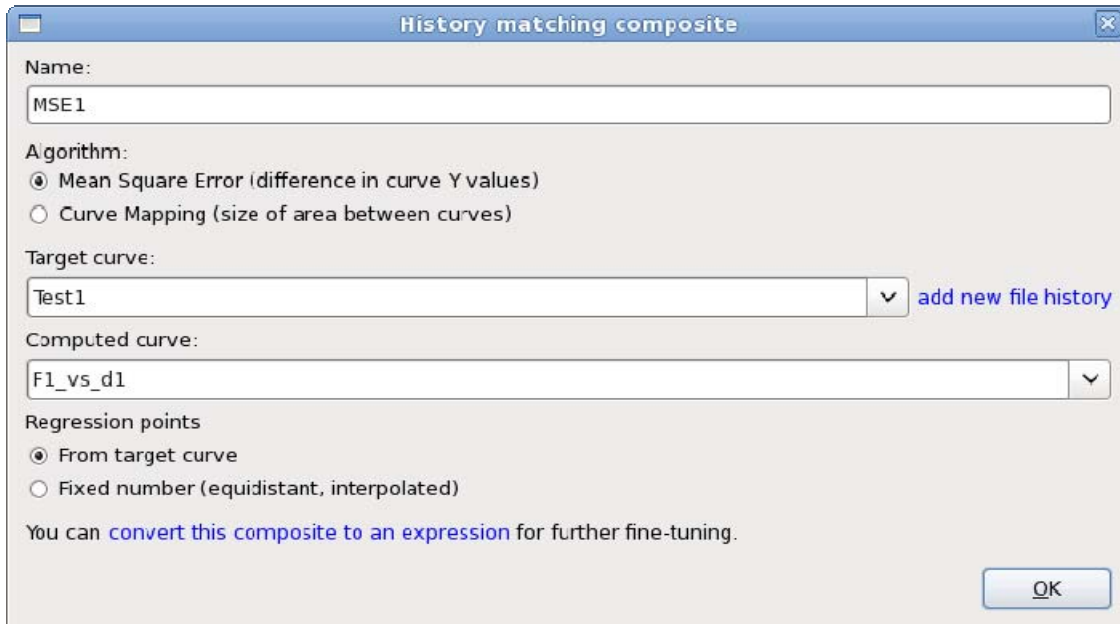 History matching composite
Name:
MSE1
Algorithm:
Mean Square Error (difference in curve Y values)
Curve Mapping (size of area between curves)
Target curve:
Test1
add new file history
Computed curve:
F1_vs_d1
Regression points
From target curve
Fixed number (equidistant, interpolated)
You can convert this composite to an expression for further fine-tuning.
OK